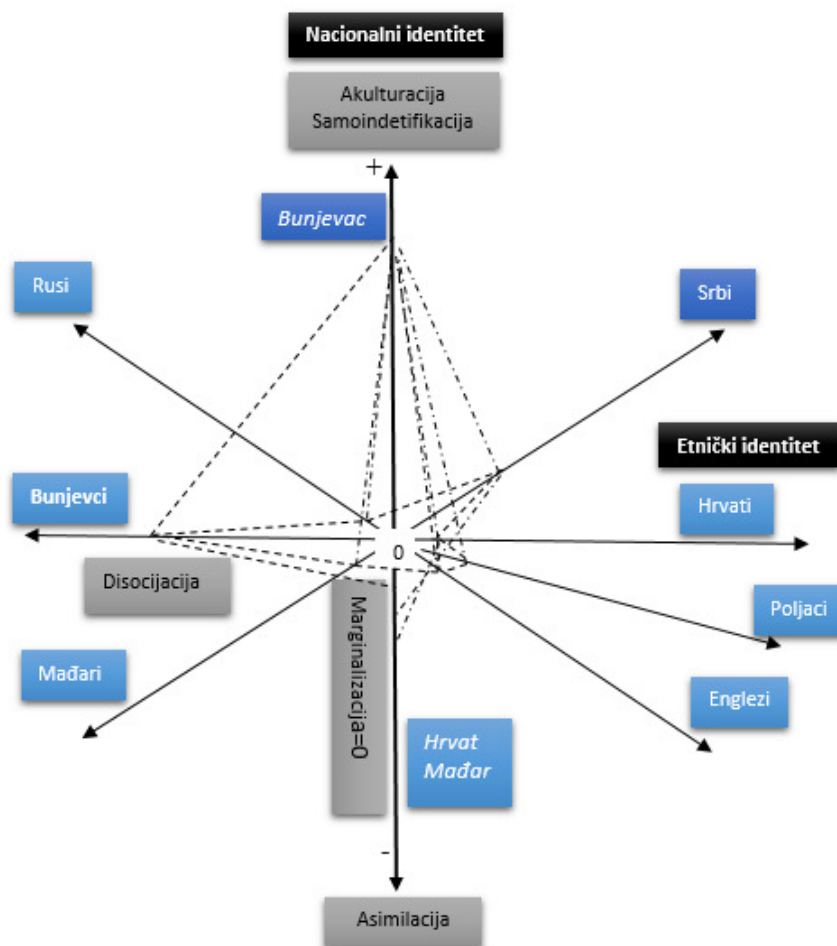 Nacionalni identitet
Akulturacija
Samoindetifikacija
+
Bunjevac
Rusi
Srbi
Etnički identitet
Bunjevci
Hrvati
0
Disocijacija
Marginalizacija=0
Poljaci
Mađari
Englezi
Hrvat
Mađar
-
Asimilacija